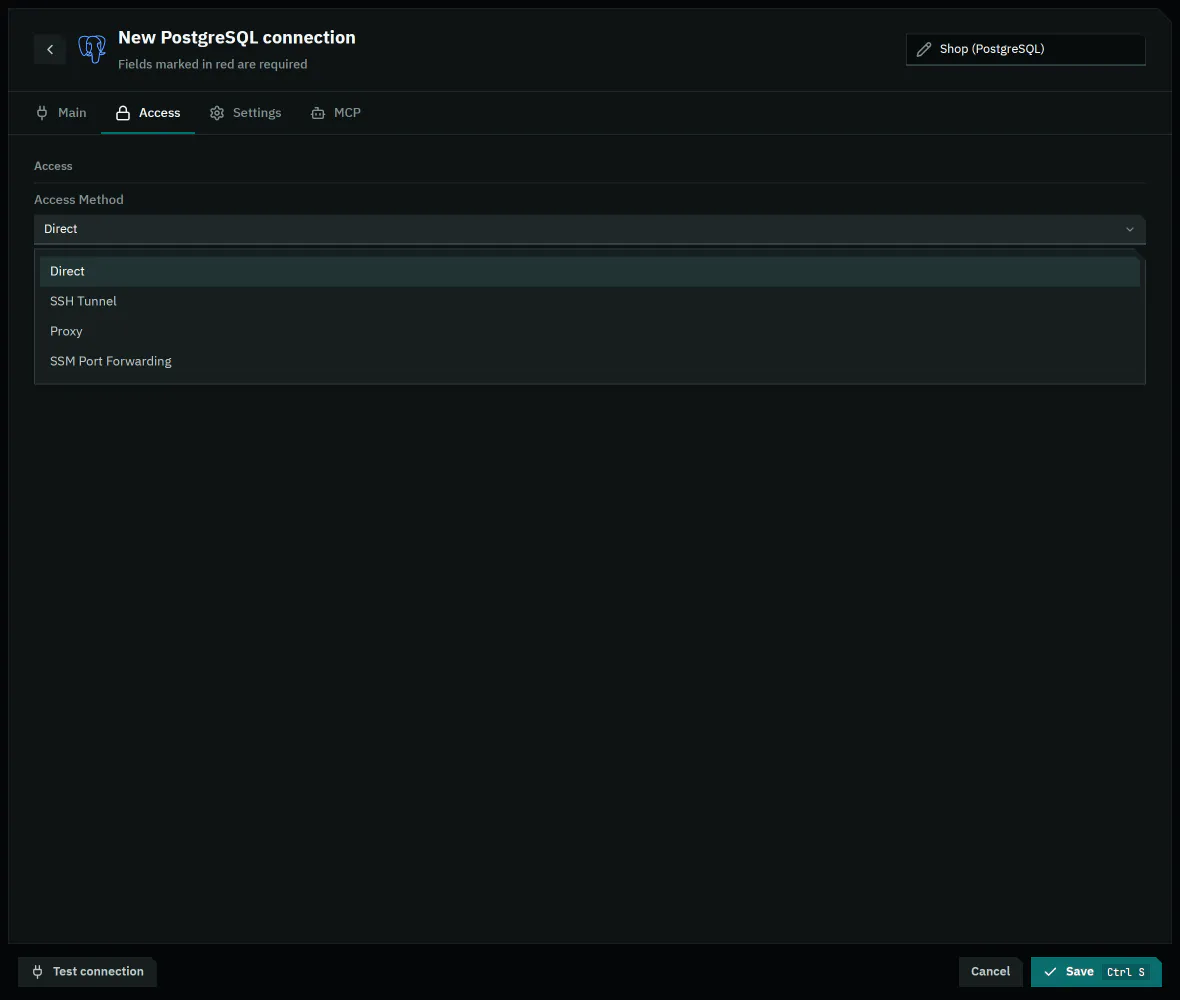 New PostgreSQL connection
Fields marked in red are required
Shop (PostgreSQL)
Main
Access
Settings
MCP
Access
Access Method
Direct
Direct
SSH Tunnel
Proxy
SSM Port Forwarding
Test connection
Cancel
Save Ctrl S